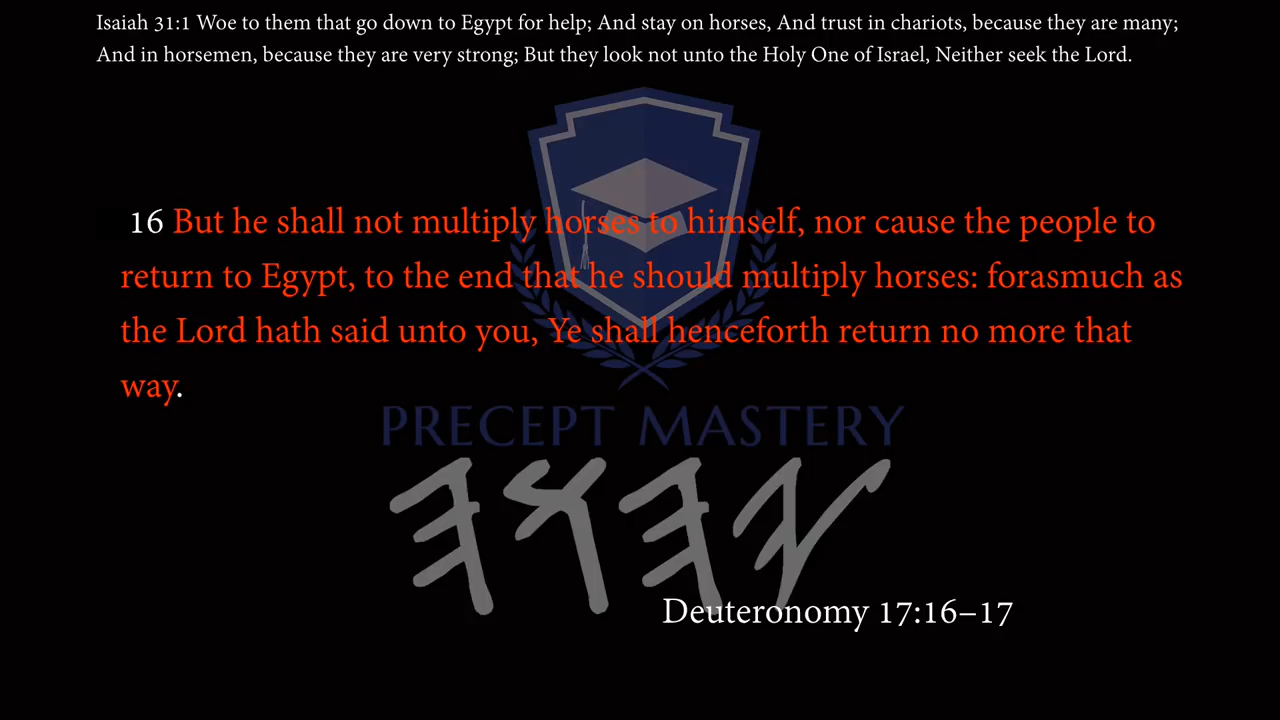 Isaiah 31:1 Woe to them that go down to Egypt for help; And stay on horses, And trust in chariots, because they are many;
And in horsemen, because they are very strong; But they look not unto the Holy One of Israel, Neither seek the Lord.
16 But he shall not multiply horses to himself, nor cause the people to
return to Egypt, to the end that he should multiply horses: forasmuch as
the Lord hath said unto you, Ye shall henceforth return no more that
way.
PRECEPT MASTERY
𐤉𐤄𐤅𐤄
Deuteronomy 17:16–17